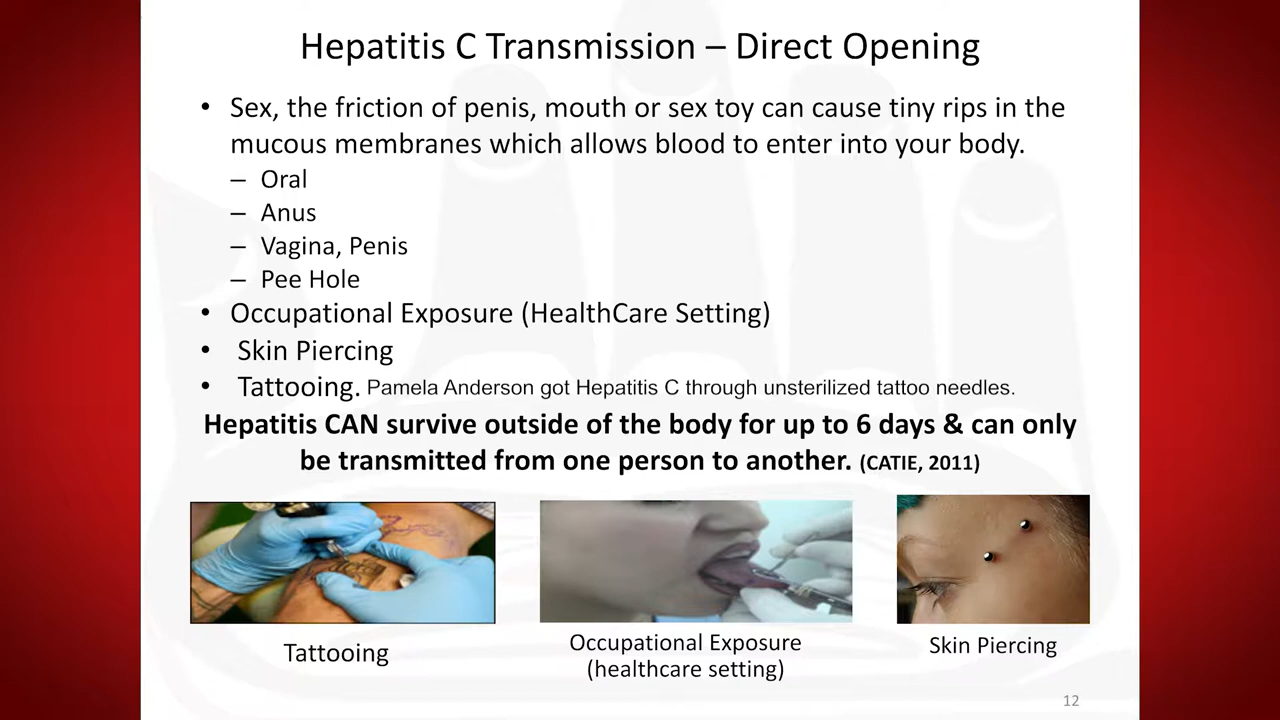 Hepatitis C Transmission – Direct Opening
• Sex, the friction of penis, mouth or sex toy can cause tiny rips in the
mucous membranes which allows blood to enter into your body.
– Oral
– Anus
– Vagina, Penis
– Pee Hole
• Occupational Exposure (HealthCare Setting)
• Skin Piercing
• Tattooing. Pamela Anderson got Hepatitis C through unsterilized tattoo needles.
Hepatitis CAN survive outside of the body for up to 6 days & can only
be transmitted from one person to another. (CATIE, 2011)
Tattooing
Occupational Exposure
(healthcare setting)
Skin Piercing
12